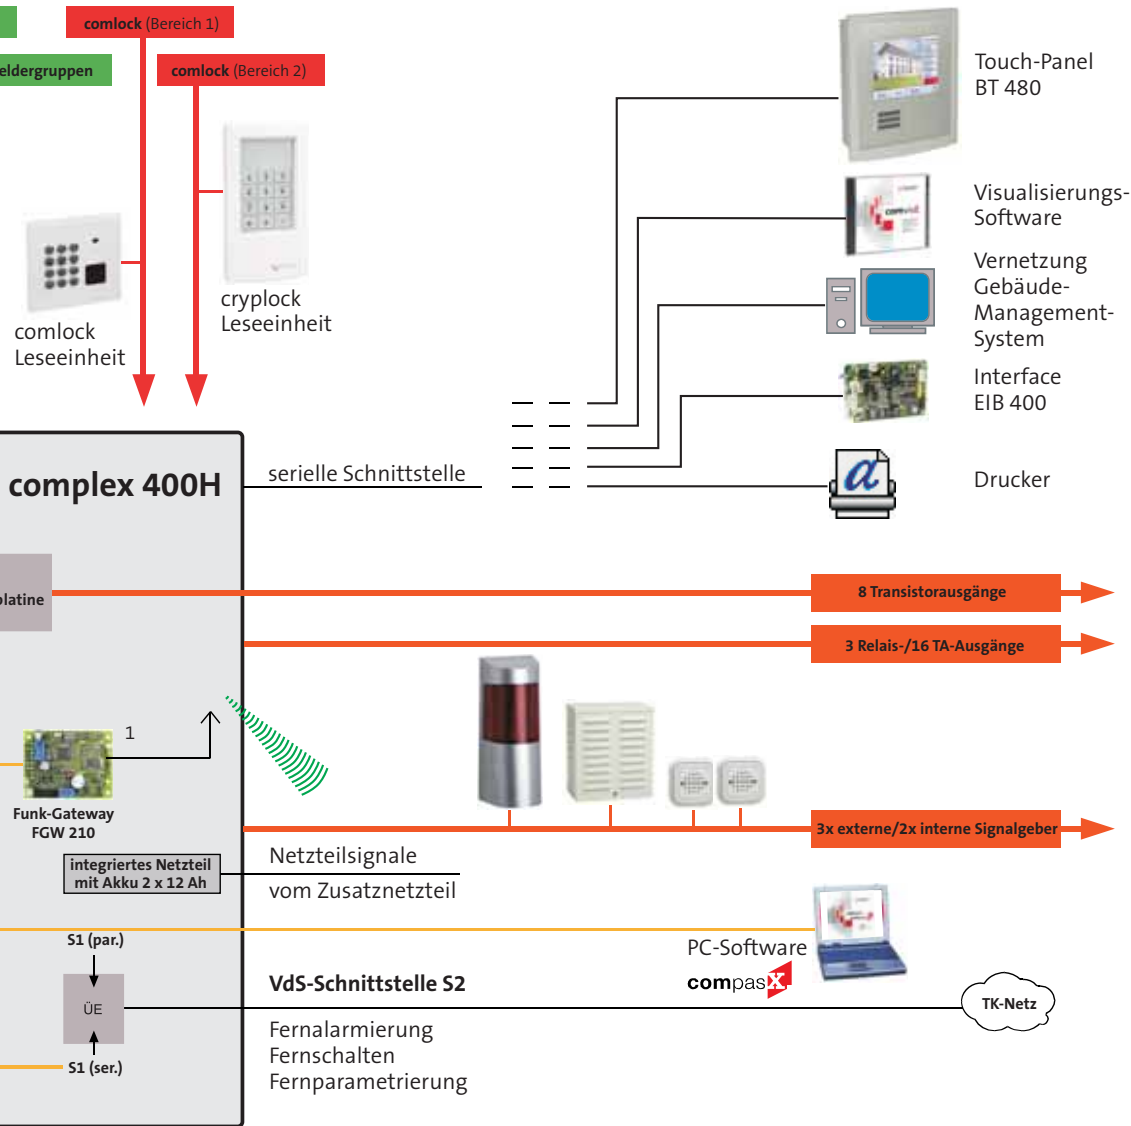 comlock (Bereich 1)
eldergruppen
comlock (Bereich 2)
Touch-Panel
BT 480
Visualisierungs-
Software
cryplock
Leseeinheit
comlock
Leseeinheit
Vernetzung
Gebäude-
Management-
System
Interface
EIB 400
complex 400H
serielle Schnittstelle
a
Drucker
platine
8 Transistorausgänge
3 Relais-/16 TA-Ausgänge
1
Funk-Gateway
FGW 210
3x externe/2x interne Signalgeber
integriertes Netzteil
mit Akku 2 x 12 Ah
Netzteilsignale
vom Zusatznetzteil
S1 (par.)
PC-Software
compasX
ÜE
VdS-Schnittstelle S2
TK-Netz
Fernalarmierung
Fernschalten
Fernparametrierung
S1 (ser.)